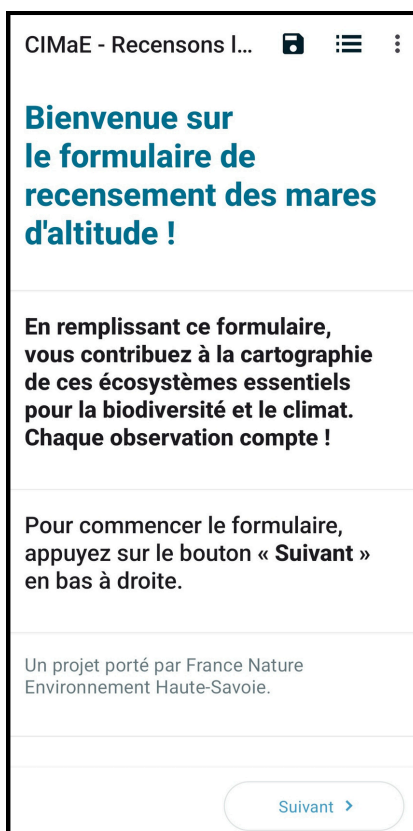 CIMaE - Recensons l...
Bienvenue sur
le formulaire de
recensement des mares
d'altitude !
En remplissant ce formulaire,
vous contribuez à la cartographie
de ces écosystèmes essentiels
pour la biodiversité et le climat.
Chaque observation compte !
Pour commencer le formulaire,
appuyez sur le bouton « Suivant »
en bas à droite.
Un projet porté par France Nature
Environnement Haute-Savoie.
Suivant